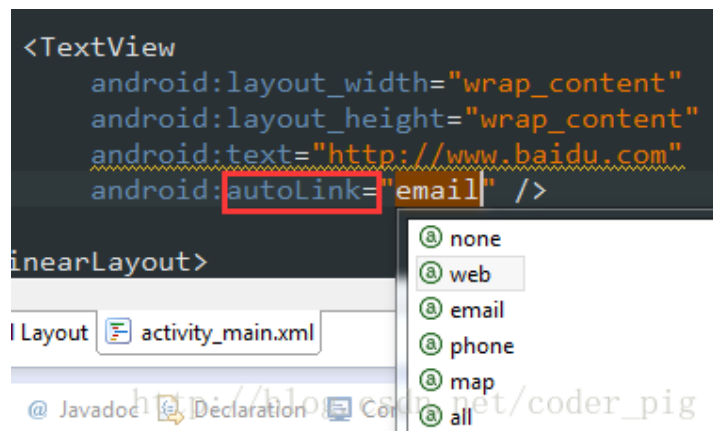 <TextView
android:layout_width="wrap_content"
android:layout_height="wrap_content"
android:text="http://www.baidu.com"
android:autoLink="email" />
none
inearLayout>
web
email
l Layout activity_main.xml
phone
map
@ Javadoc Declaration Con
http://blog.csdn.net/coder_pig
all